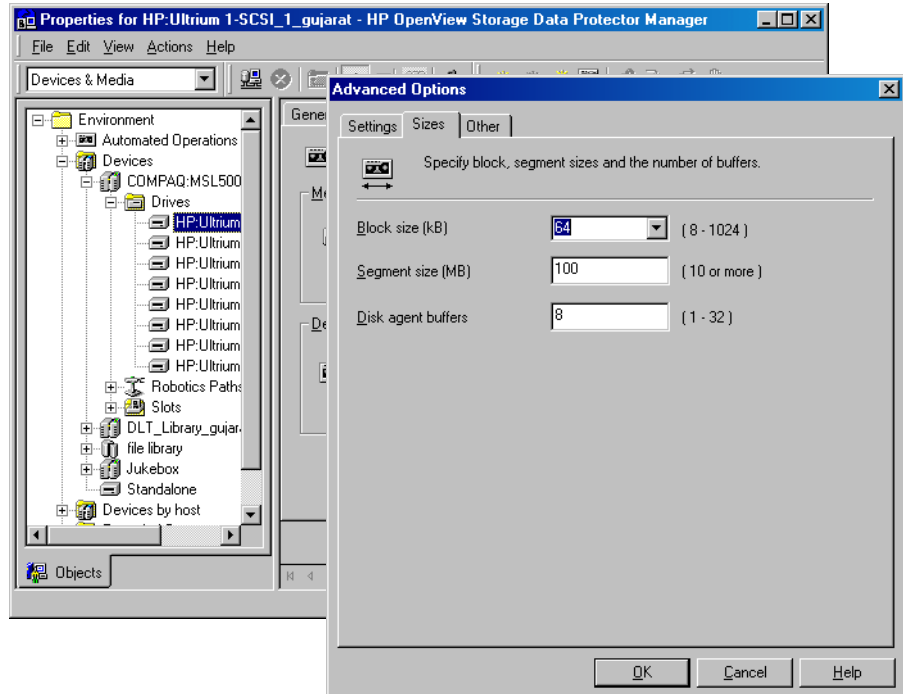 Properties for HP:Ultrium 1-SCSI_1_gujarat - HP OpenView Storage Data Protector Manager
File Edit View Actions Help
Devices & Media
Environment
Automated Operations
Devices
COMPAQ:MSL500
Drives
HP:Ultrium
HP:Ultrium
HP:Ultrium
HP:Ultrium
HP:Ultrium
HP:Ultrium
HP:Ultrium
HP:Ultrium
Robotics Paths
Slots
DLT_Library_gujar
file library
Jukebox
Standalone
Devices by host
Objects
Gener
Me
De
Advanced Options
Settings Sizes Other
Specify block, segment sizes and the number of buffers.
Block size (kB) 64 ( 8 - 1024 )
Segment size (MB) 100 ( 10 or more )
Disk agent buffers 8 ( 1 - 32 )
OK Cancel Help